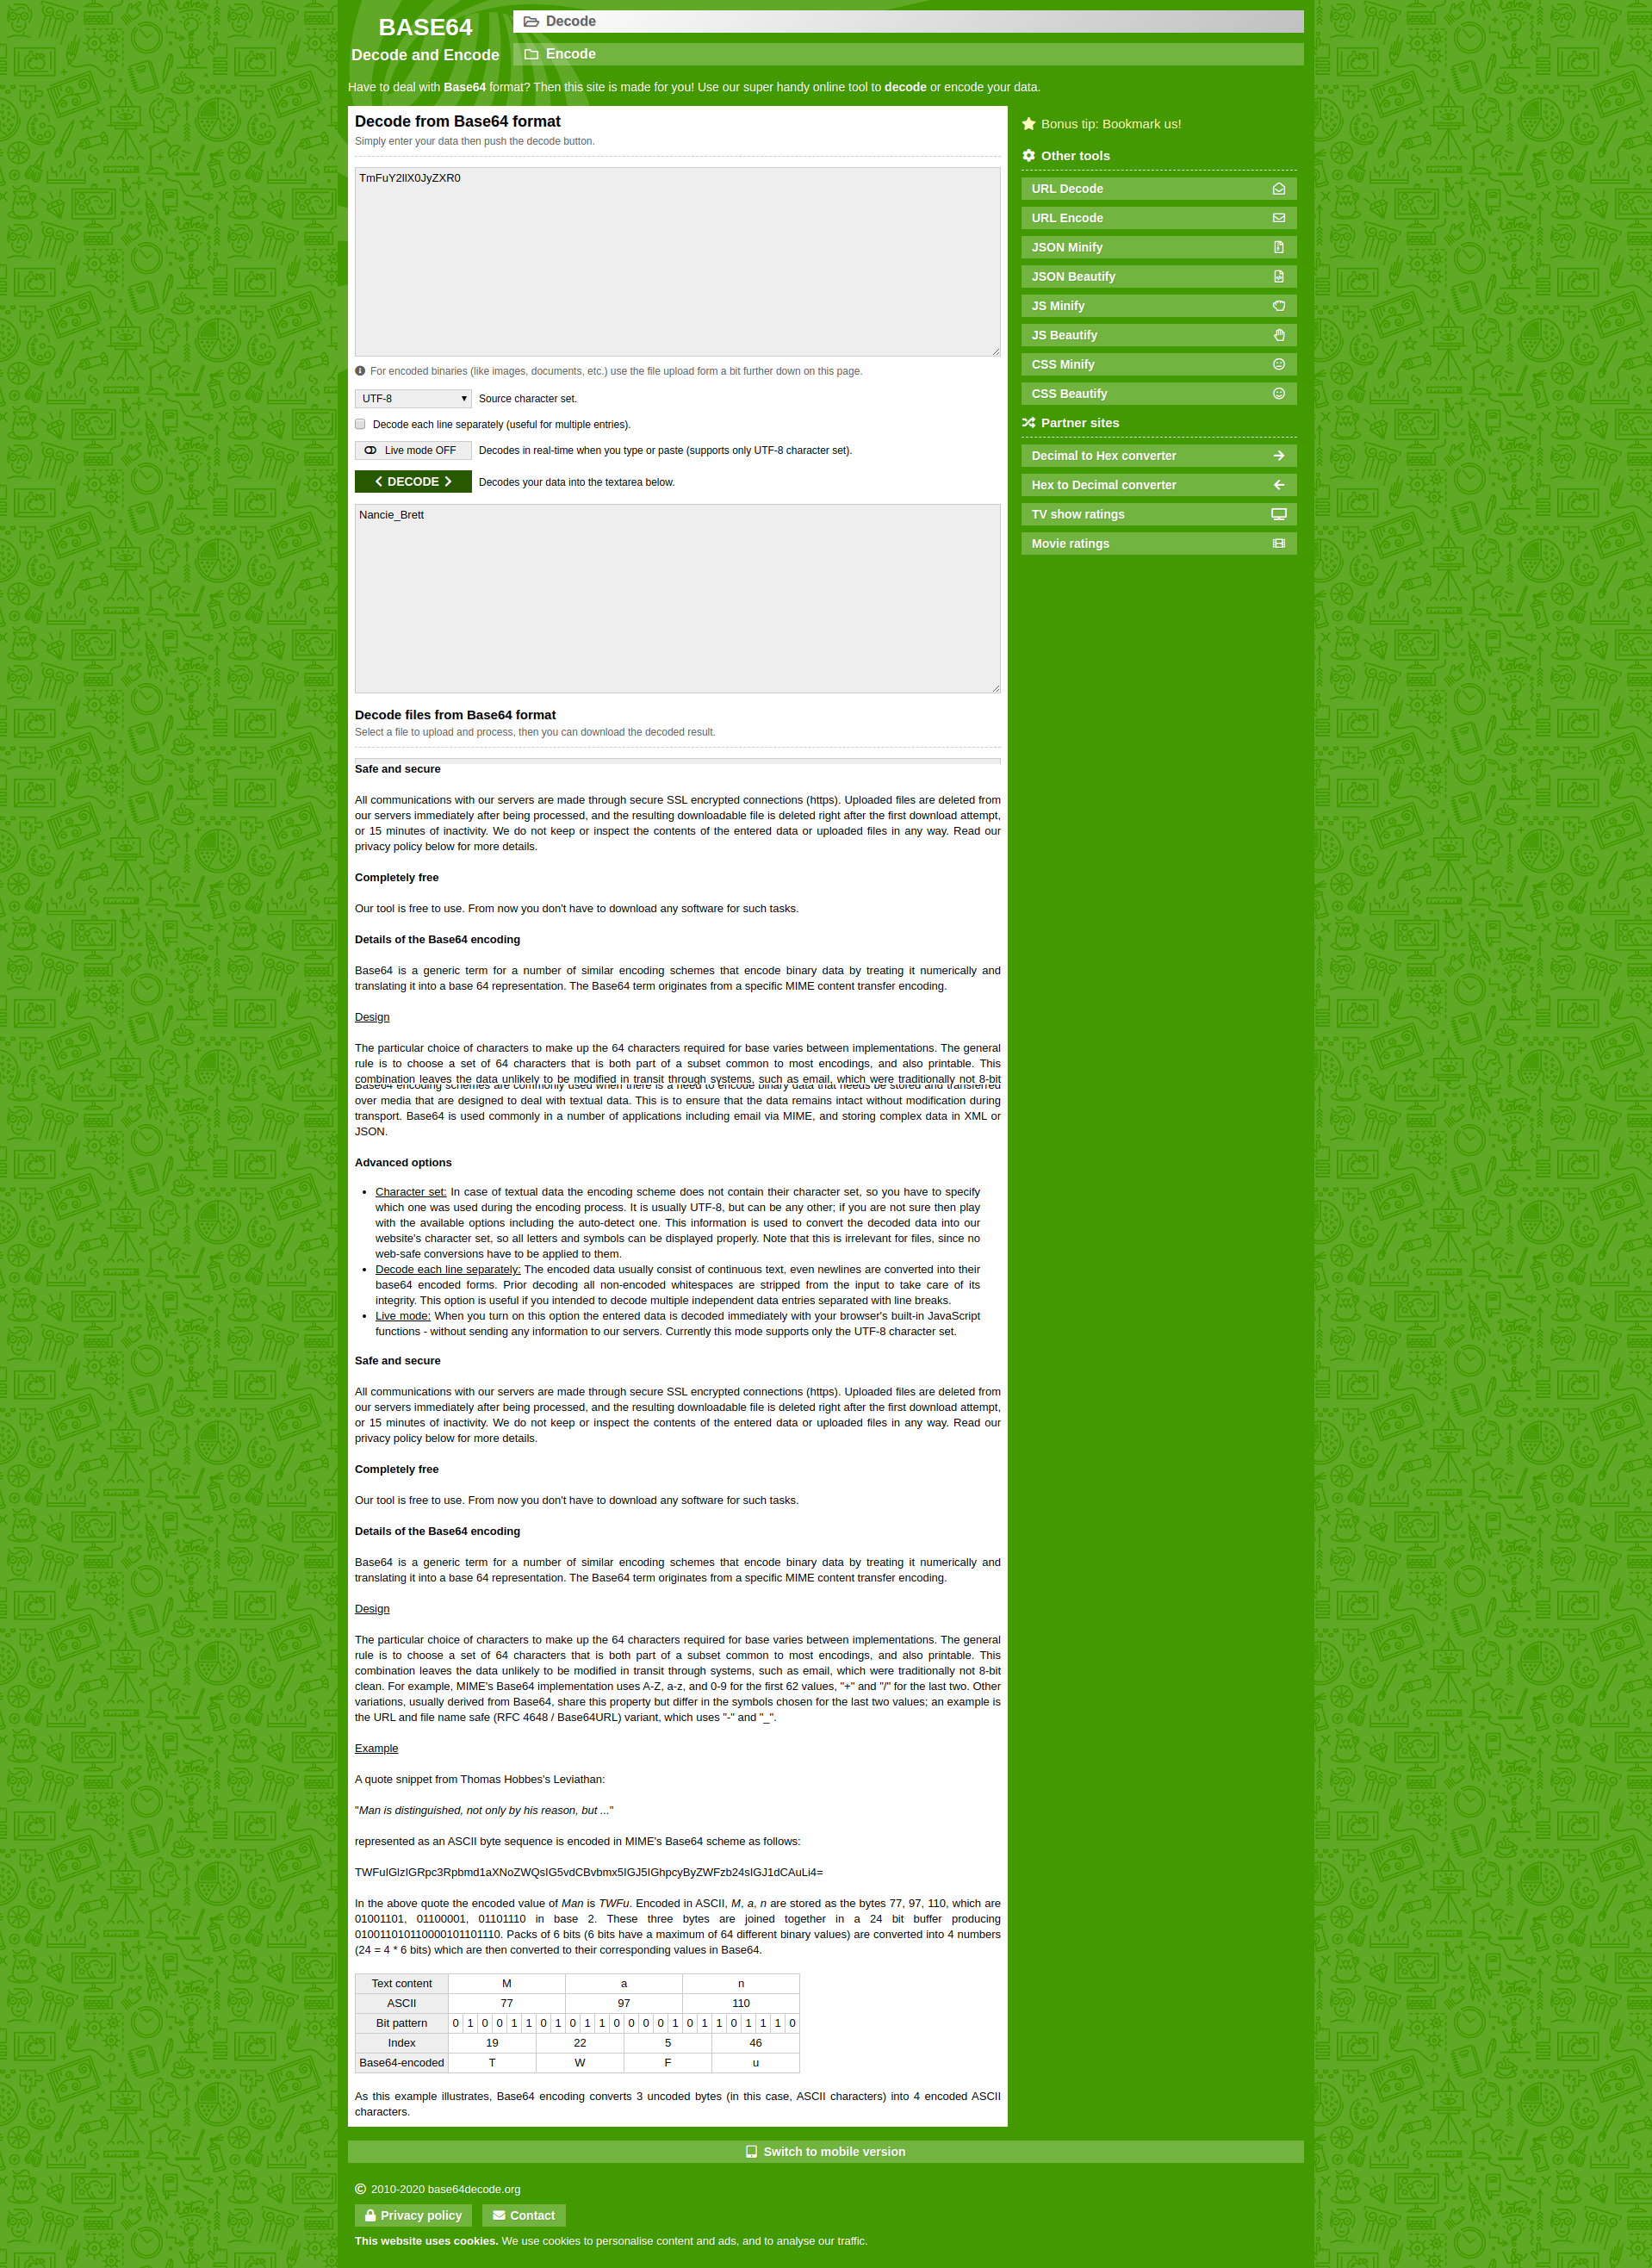 BASE64
Decode and Encode
Decode
Encode
Have to deal with Base64 format? Then this site is made for you! Use our super handy online tool to decode or encode your data.
Decode from Base64 format
Simply enter your data then push the decode button.
TmFuY2llX0JyZXR0
For encoded binaries (like images, documents, etc.) use the file upload form a bit further down on this page.
UTF-8 Source character set.
Decode each line separately (useful for multiple entries).
Live mode OFF Decodes in real-time when you type or paste (supports only UTF-8 character set).
DECODE Decodes your data into the textarea below.
Nancie_Brett
Decode files from Base64 format
Select a file to upload and process, then you can download the decoded result.
Safe and secure
All communications with our servers are made through secure SSL encrypted connections (https). Uploaded files are deleted from
our servers immediately after being processed, and the resulting downloadable file is deleted right after the first download attempt,
or 15 minutes of inactivity. We do not keep or inspect the contents of the entered data or uploaded files in any way. Read our
privacy policy below for more details.
Completely free
Our tool is free to use. From now you don't have to download any software for such tasks.
Details of the Base64 encoding
Base64 is a generic term for a number of similar encoding schemes that encode binary data by treating it numerically and
translating it into a base 64 representation. The Base64 term originates from a specific MIME content transfer encoding.
Design
The particular choice of characters to make up the 64 characters required for base varies between implementations. The general
rule is to choose a set of 64 characters that is both part of a subset common to most encodings, and also printable. This
combination leaves the data unlikely to be modified in transit through systems, such as email, which were traditionally not 8-bit
Base64 encoding schemes are commonly used when there is a need to encode binary data that needs be stored and transferred
over media that are designed to deal with textual data. This is to ensure that the data remains intact without modification during
transport. Base64 is used commonly in a number of applications including email via MIME, and storing complex data in XML or
JSON.
Advanced options
Character set: In case of textual data the encoding scheme does not contain their character set, so you have to specify
which one was used during the encoding process. It is usually UTF-8, but can be any other; if you are not sure then play
with the available options including the auto-detect one. This information is used to convert the decoded data into our
website's character set, so all letters and symbols can be displayed properly. Note that this is irrelevant for files, since no
web-safe conversions have to be applied to them.
Decode each line separately: The encoded data usually consist of continuous text, even newlines are converted into their
base64 encoded forms. Prior decoding all non-encoded whitespaces are stripped from the input to take care of its
integrity. This option is useful if you intended to decode multiple independent data entries separated with line breaks.
Live mode: When you turn on this option the entered data is decoded immediately with your browser's built-in JavaScript
functions - without sending any information to our servers. Currently this mode supports only the UTF-8 character set.
Safe and secure
All communications with our servers are made through secure SSL encrypted connections (https). Uploaded files are deleted from
our servers immediately after being processed, and the resulting downloadable file is deleted right after the first download attempt,
or 15 minutes of inactivity. We do not keep or inspect the contents of the entered data or uploaded files in any way. Read our
privacy policy below for more details.
Completely free
Our tool is free to use. From now you don't have to download any software for such tasks.
Details of the Base64 encoding
Base64 is a generic term for a number of similar encoding schemes that encode binary data by treating it numerically and
translating it into a base 64 representation. The Base64 term originates from a specific MIME content transfer encoding.
Design
The particular choice of characters to make up the 64 characters required for base varies between implementations. The general
rule is to choose a set of 64 characters that is both part of a subset common to most encodings, and also printable. This
combination leaves the data unlikely to be modified in transit through systems, such as email, which were traditionally not 8-bit
clean. For example, MIME's Base64 implementation uses A-Z, a-z, and 0-9 for the first 62 values, "+" and "/" for the last two. Other
variations, usually derived from Base64, share this property but differ in the symbols chosen for the last two values; an example is
the URL and file name safe (RFC 4648 / Base64URL) variant, which uses "-" and "_".
Example
A quote snippet from Thomas Hobbes's Leviathan:
"Man is distinguished, not only by his reason, but ..."
represented as an ASCII byte sequence is encoded in MIME's Base64 scheme as follows:
TWFuIGlzIGRpc3Rpbmd1aXNoZWQsIG5vdCBvbmx5IGJ5IGhpcyByZWFzb24sIGJ1dCAuLi4=
In the above quote the encoded value of Man is TWFu. Encoded in ASCII, M, a, n are stored as the bytes 77, 97, 110, which are
01001101, 01100001, 01101110 in base 2. These three bytes are joined together in a 24 bit buffer producing
010011010110000101101110. Packs of 6 bits (6 bits have a maximum of 64 different binary values) are converted into 4 numbers
(24 = 4 * 6 bits) which are then converted to their corresponding values in Base64.
Text content M a n
ASCII 77 97 110
Bit pattern 0 1 0 0 1 1 0 1 0 1 1 0 0 0 0 1 0 1 1 0 1 1 1 0
Index 19 22 5 46
Base64-encoded T W F u
As this example illustrates, Base64 encoding converts 3 uncoded bytes (in this case, ASCII characters) into 4 encoded ASCII
characters.
Bonus tip: Bookmark us!
Other tools
URL Decode
URL Encode
JSON Minify
JSON Beautify
JS Minify
JS Beautify
CSS Minify
CSS Beautify
Partner sites
Decimal to Hex converter
Hex to Decimal converter
TV show ratings
Movie ratings
Switch to mobile version
© 2010-2020 base64decode.org
Privacy policy
Contact
This website uses cookies. We use cookies to personalise content and ads, and to analyse our traffic.